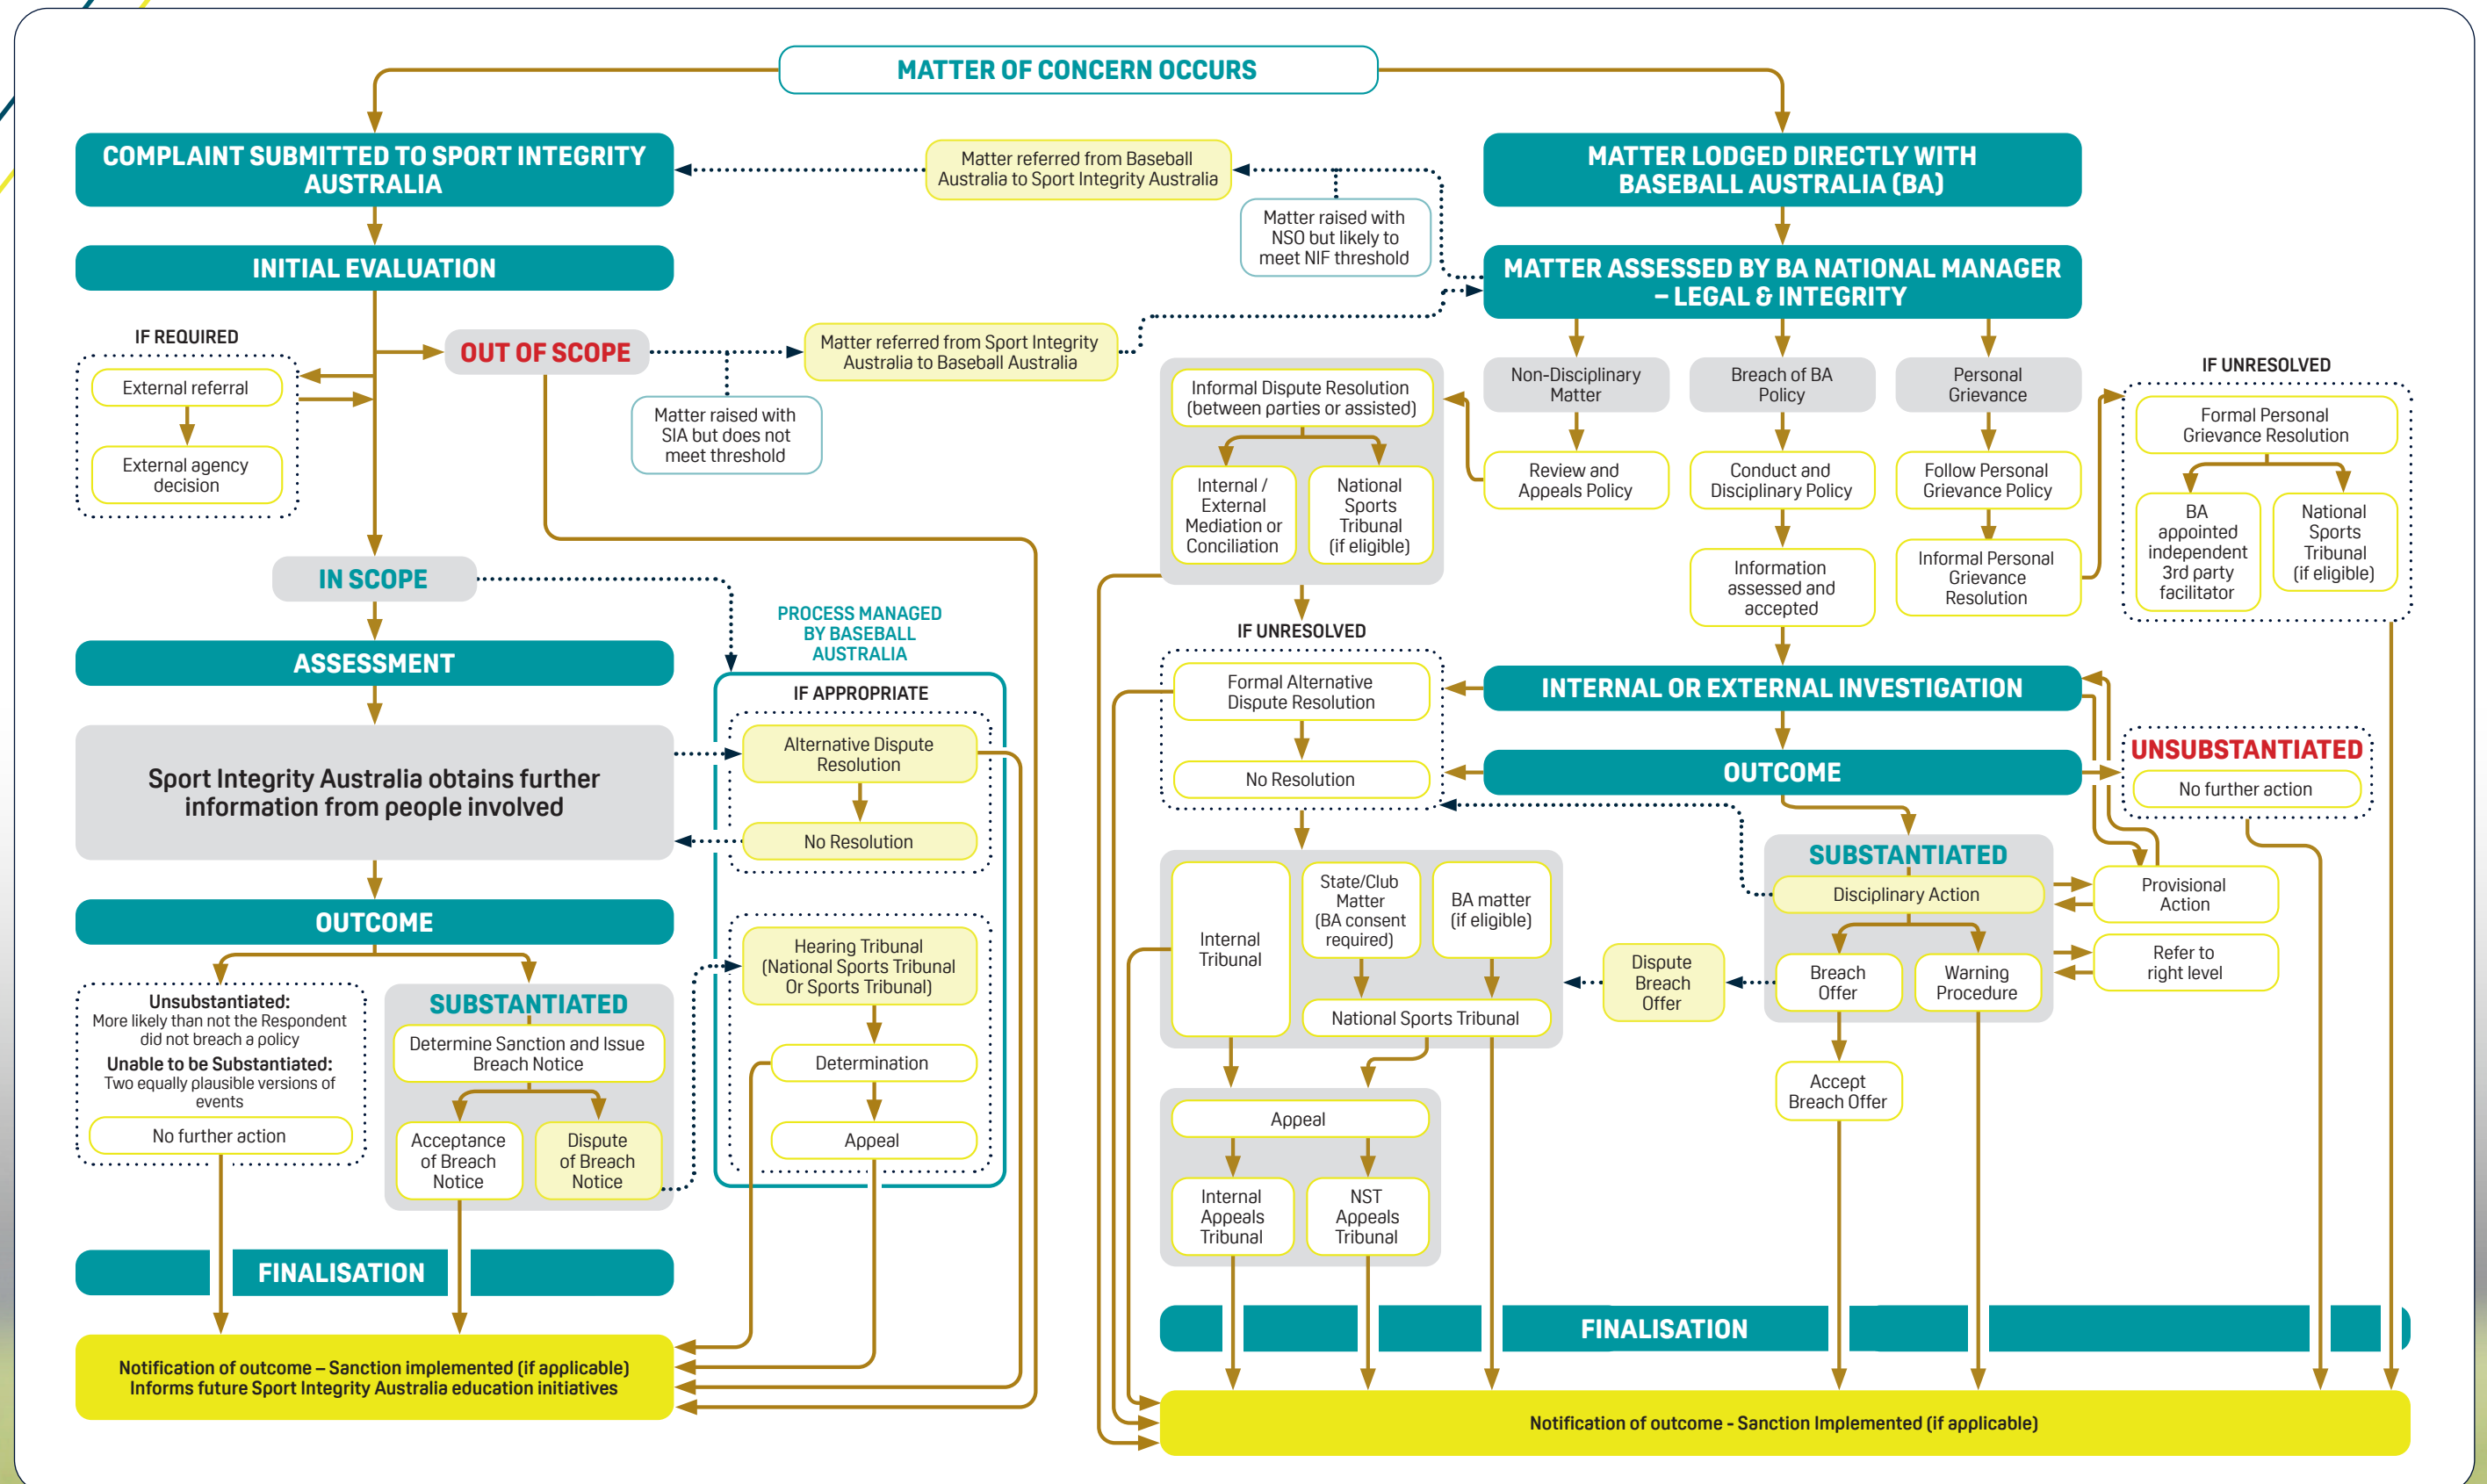 MATTER OF CONCERN OCCURS
COMPLAINT SUBMITTED TO SPORT INTEGRITY
AUSTRALIA
INITIAL EVALUATION
IF REQUIRED
External referral
External agency
decision
OUT OF SCOPE
Matter raised with
SIA but does not
meet threshold
Matter referred from Sport Integrity
Australia to Baseball Australia
Matter referred from Baseball
Australia to Sport Integrity Australia
Matter raised with
NSO but likely to
meet NIF threshold
IN SCOPE
ASSESSMENT
Sport Integrity Australia obtains further
information from people involved
OUTCOME
Unsubstantiated:
More likely than not the Respondent
did not breach a policy
Unable to be Substantiated:
Two equally plausible versions of
events
No further action
SUBSTANTIATED
Determine Sanction and Issue
Breach Notice
Acceptance
of Breach
Notice
Dispute
of Breach
Notice
PROCESS MANAGED
BY BASEBALL
AUSTRALIA
IF APPROPRIATE
Alternative Dispute
Resolution
No Resolution
Hearing Tribunal
(National Sports Tribunal
Or Sports Tribunal)
Determination
Appeal
FINALISATION
Notification of outcome – Sanction implemented (if applicable)
Informs future Sport Integrity Australia education initiatives
MATTER LODGED DIRECTLY WITH
BASEBALL AUSTRALIA (BA)
MATTER ASSESSED BY BA NATIONAL MANAGER
– LEGAL & INTEGRITY
Non-Disciplinary
Matter
Breach of BA
Policy
Personal
Grievance
Review and
Appeals Policy
Conduct and
Disciplinary Policy
Follow Personal
Grievance Policy
Information
assessed and
accepted
Informal Personal
Grievance
Resolution
IF UNRESOLVED
Formal Personal
Grievance Resolution
BA
appointed
independent
3rd party
facilitator
National
Sports
Tribunal
(if eligible)
Informal Dispute Resolution
(between parties or assisted)
Internal /
External
Mediation or
Conciliation
National
Sports
Tribunal
(if eligible)
IF UNRESOLVED
Formal Alternative
Dispute Resolution
No Resolution
INTERNAL OR EXTERNAL INVESTIGATION
OUTCOME
UNSUBSTANTIATED
No further action
SUBSTANTIATED
Disciplinary Action
Breach
Offer
Warning
Procedure
Provisional
Action
Refer to
right level
Dispute
Breach
Offer
Accept
Breach Offer
Internal
Tribunal
State/Club
Matter
(BA consent
required)
BA matter
(if eligible)
National Sports Tribunal
Appeal
Internal
Appeals
Tribunal
NST
Appeals
Tribunal
FINALISATION
Notification of outcome - Sanction Implemented (if applicable)